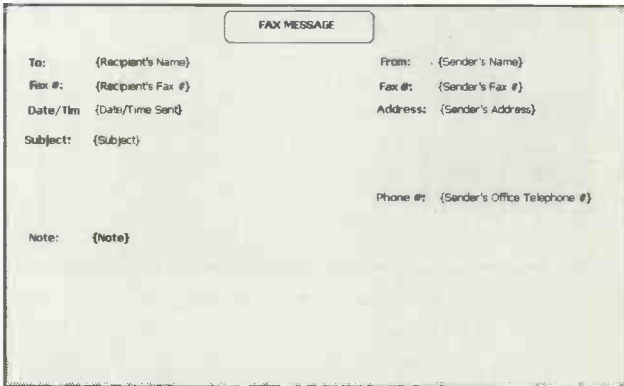 FAX MESSAGE
To: {Recipient's Name} From: {Sender's Name}
Fax #: {Recipient's Fax #} Fax #: {Sender's Fax #}
Date/Tim {Date/Time Sent} Address: {Sender's Address}
Subject: {Subject}
Phone #: {Sender's Office Telephone #}
Note: {Note}